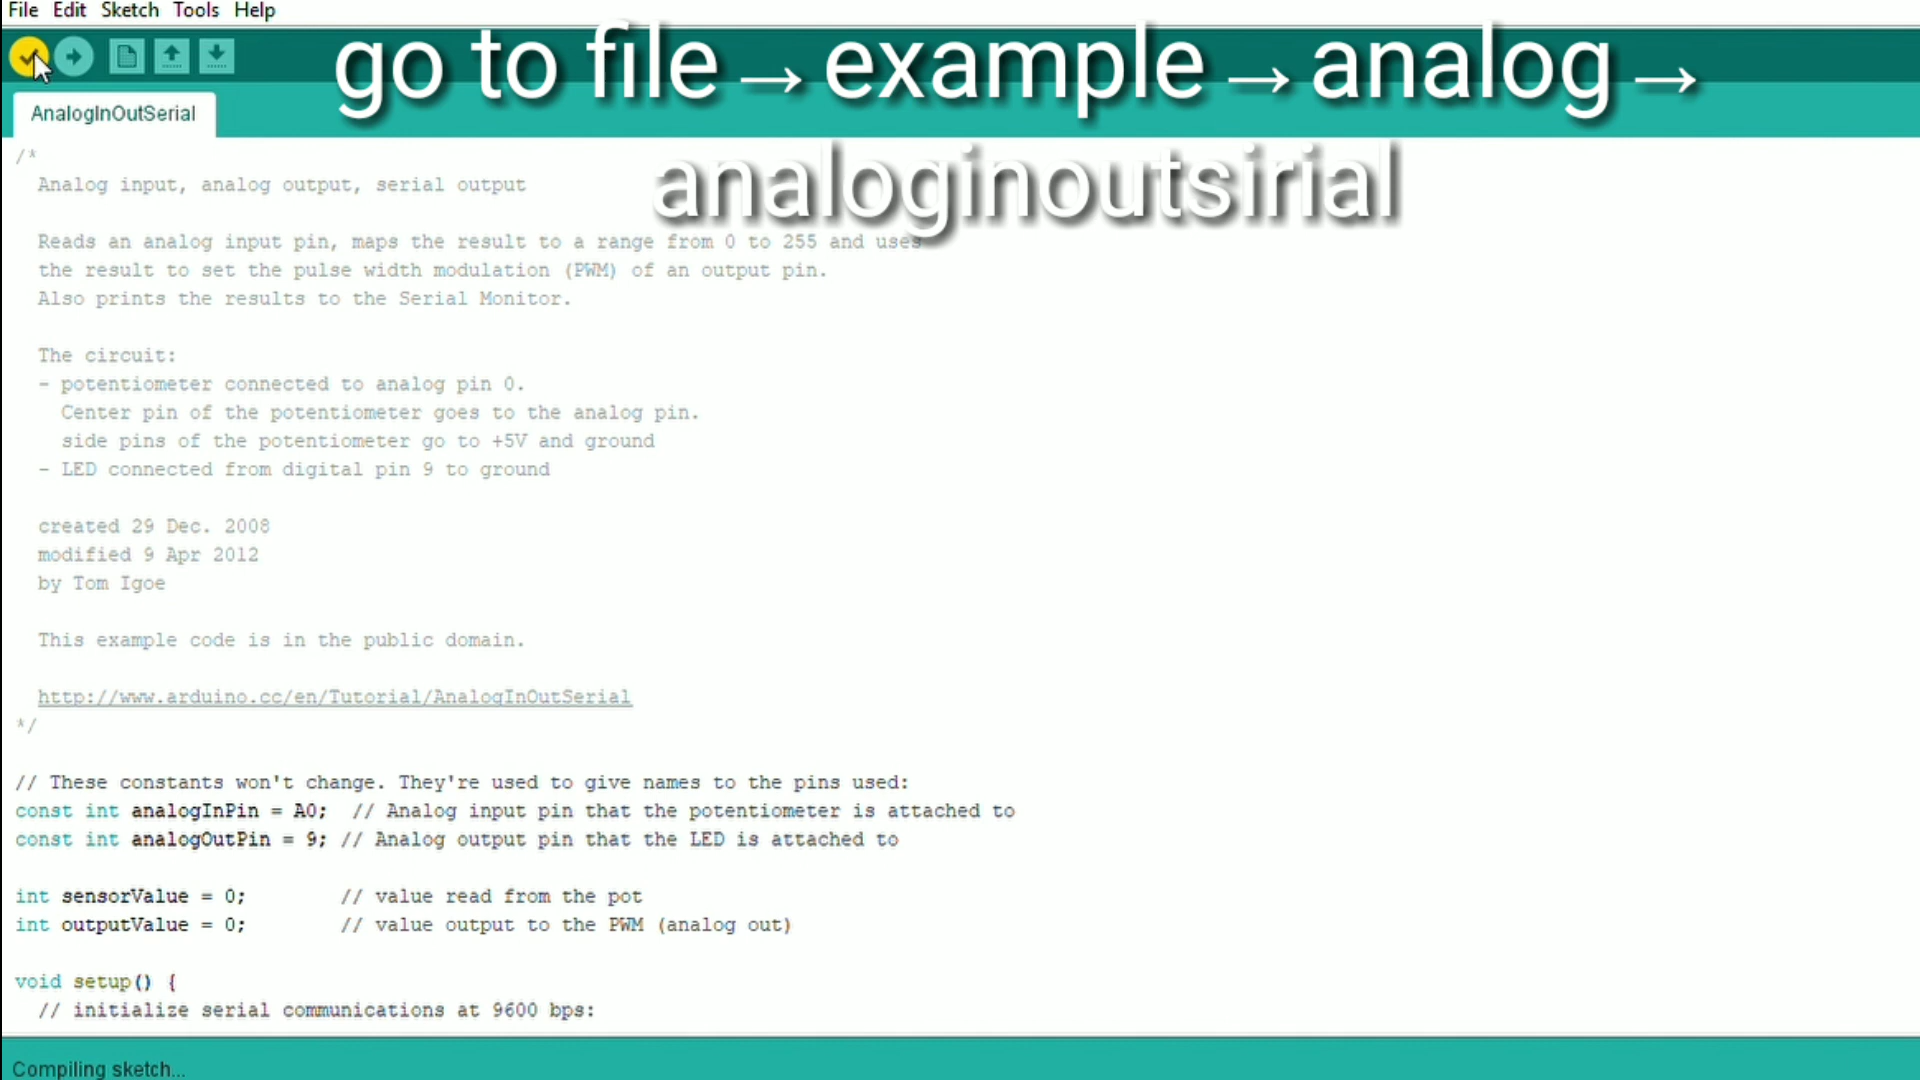 File Edit Sketch Tools Help
go to file→example→analog→
analoginoutsirial
AnalogInOutSerial
/*
Analog input, analog output, serial output
Reads an analog input pin, maps the result to a range from 0 to 255 and uses
the result to set the pulse width modulation (PWM) of an output pin.
Also prints the results to the Serial Monitor.
The circuit:
- potentiometer connected to analog pin 0.
Center pin of the potentiometer goes to the analog pin.
side pins of the potentiometer go to +5V and ground
- LED connected from digital pin 9 to ground
created 29 Dec. 2008
modified 9 Apr 2012
by Tom Igoe
This example code is in the public domain.
http://www.arduino.cc/en/Tutorial/AnalogInOutSerial
*/
// These constants won't change. They're used to give names to the pins used:
const int analogInPin = A0;  // Analog input pin that the potentiometer is attached to
const int analogOutPin = 9; // Analog output pin that the LED is attached to
int sensorValue = 0;        // value read from the pot
int outputValue = 0;        // value output to the PWM (analog out)
void setup() {
// initialize serial communications at 9600 bps:
Compiling sketch...